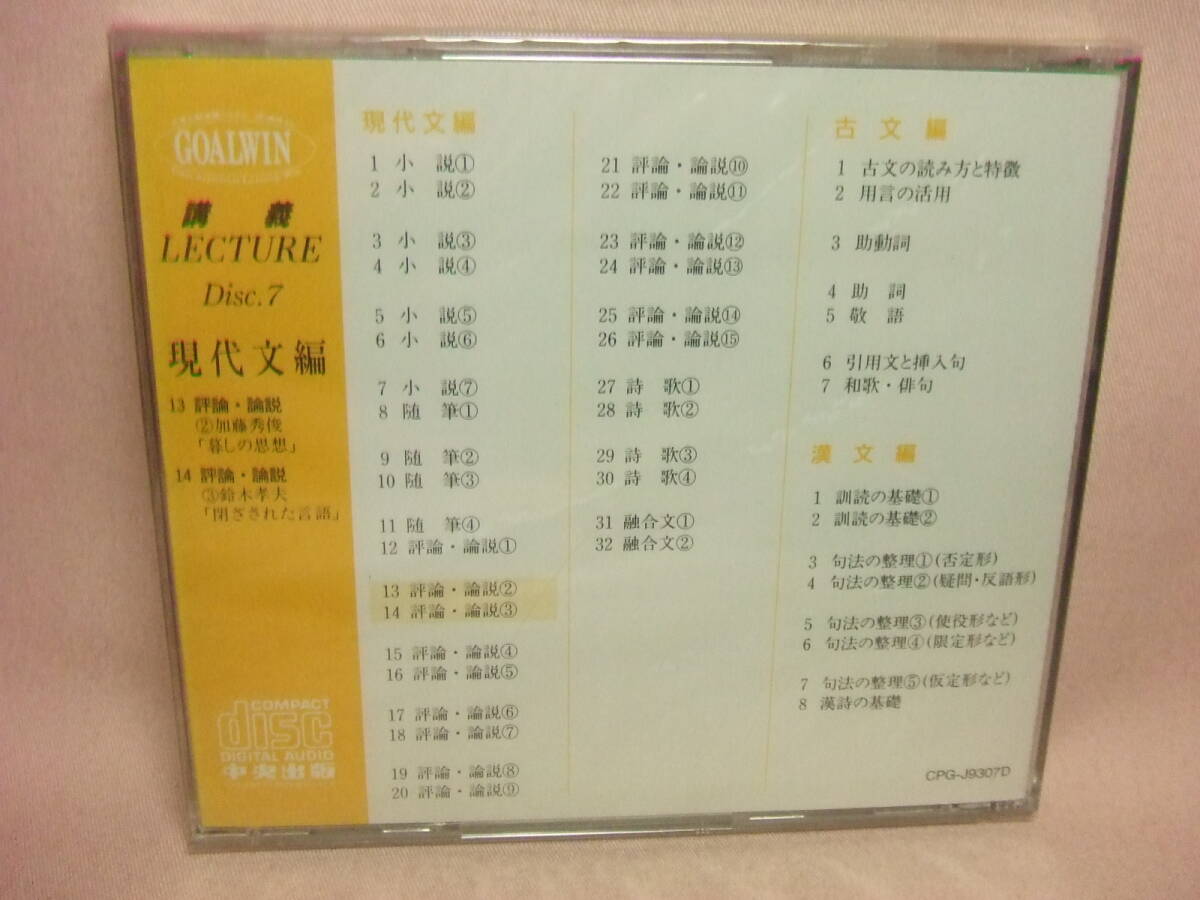 GOALWIN
講義
LECTURE
Disc.7
現代文編
13 評論・論説
②加藤秀俊
「暮しの思想」
14 評論・論説
③鈴木孝夫
「閉ざされた言語」
COMPACT
disc
DIGITAL AUDIO
中央出版
現代文編
1 小説①
2 小説②
3 小説③
4 小説④
5 小説⑤
6 小説⑥
7 小説⑦
8 随筆①
9 随筆②
10 随筆③
11 随筆④
12 評論・論説①
13 評論・論説②
14 評論・論説③
15 評論・論説④
16 評論・論説⑤
17 評論・論説⑥
18 評論・論説⑦
19 評論・論説⑧
20 評論・論説⑨
21 評論・論説⑩
22 評論・論説⑪
23 評論・論説⑫
24 評論・論説⑬
25 評論・論説⑭
26 評論・論説⑮
27 詩歌①
28 詩歌②
29 詩歌③
30 詩歌④
31 融合文①
32 融合文②
古文編
1 古文の読み方と特徴
2 用言の活用
3 助動詞
4 助詞
5 敬語
6 引用文と挿入句
7 和歌・俳句
漢文編
1 訓読の基礎①
2 訓読の基礎②
3 句法の整理①(否定形)
4 句法の整理②(疑問・反語形)
5 句法の整理③(使役形など)
6 句法の整理④(限定形など)
7 句法の整理⑤(仮定形など)
8 漢詩の基礎
CPG-J9307D